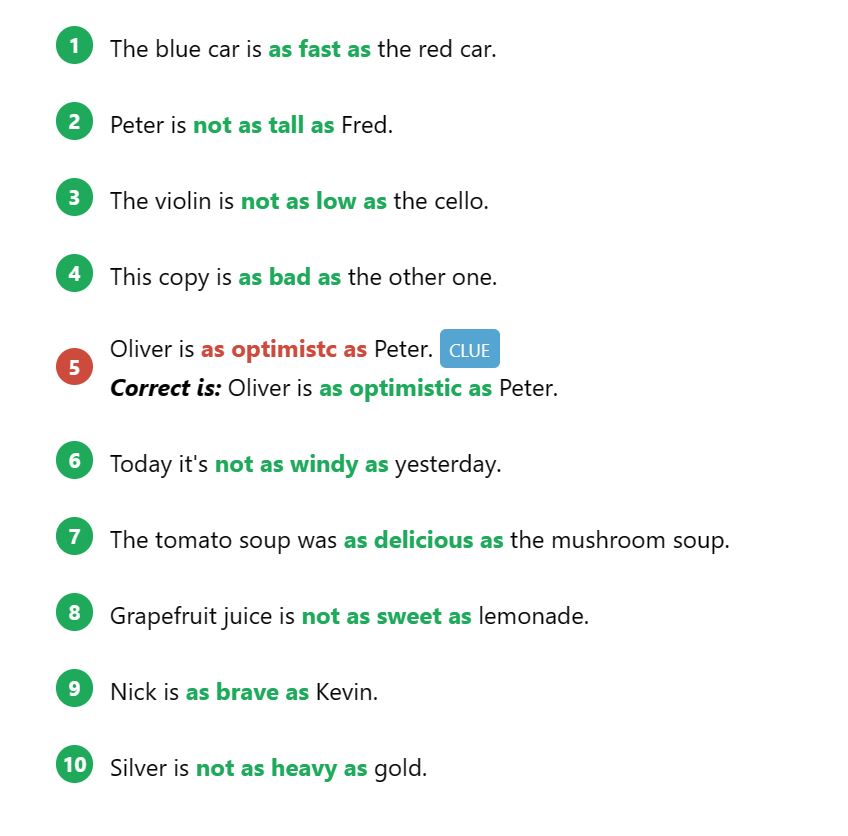 1 The blue car is as fast as the red car.
2 Peter is not as tall as Fred.
3 The violin is not as low as the cello.
4 This copy is as bad as the other one.
5 Oliver is as optimistc as Peter. CLUE
Correct is: Oliver is as optimistic as Peter.
6 Today it's not as windy as yesterday.
7 The tomato soup was as delicious as the mushroom soup.
8 Grapefruit juice is not as sweet as lemonade.
9 Nick is as brave as Kevin.
10 Silver is not as heavy as gold.